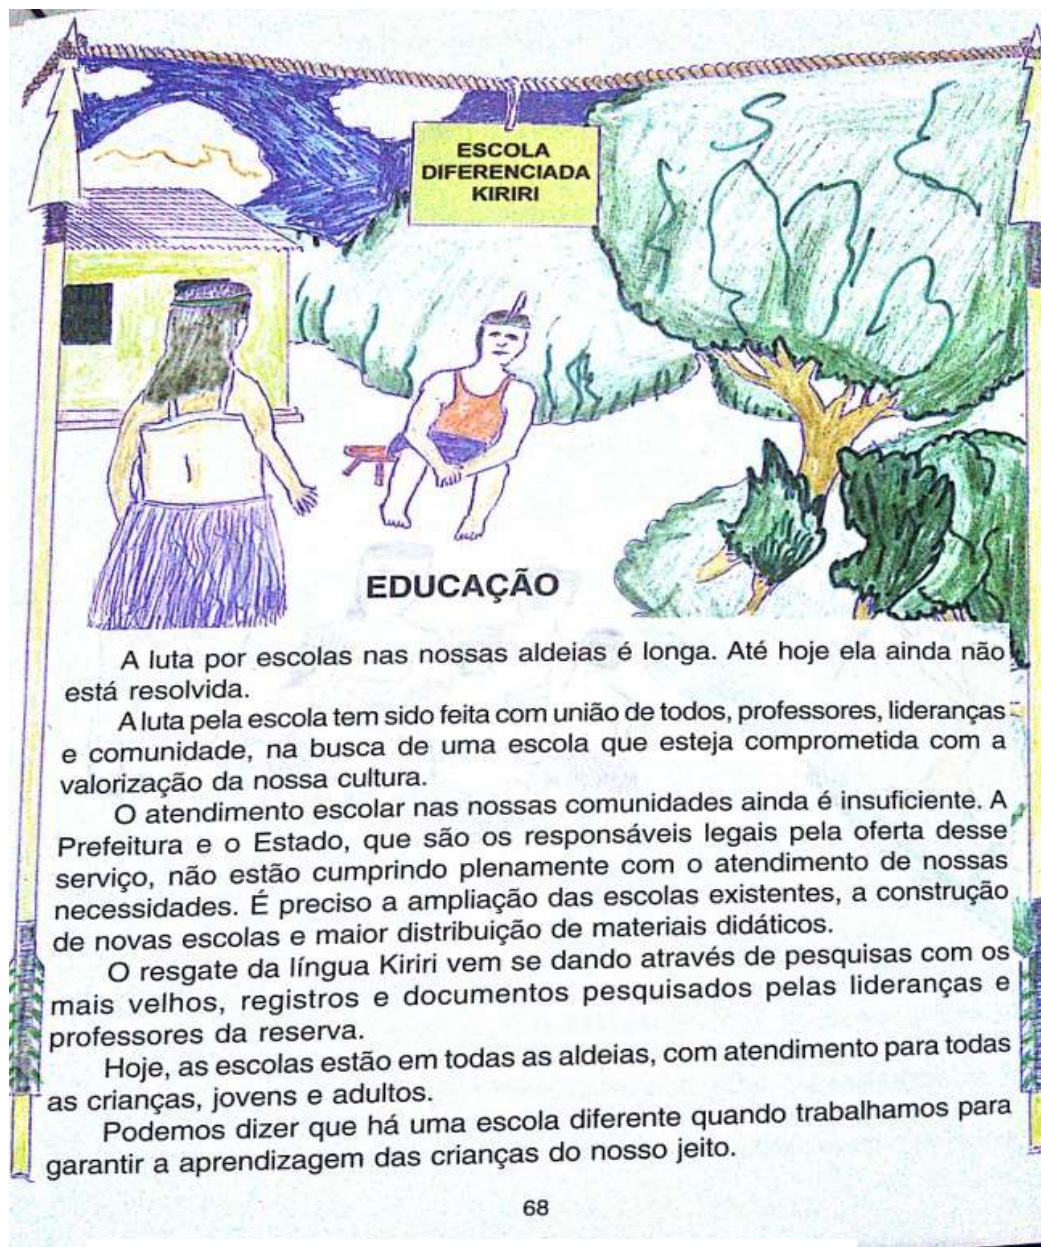 ESCOLA
DIFERENCIADA
KIRIRI
EDUCAÇÃO
A luta por escolas nas nossas aldeias é longa. Até hoje ela ainda não
está resolvida.
A luta pela escola tem sido feita com união de todos, professores, lideranças
e comunidade, na busca de uma escola que esteja comprometida com a
valorização da nossa cultura.
O atendimento escolar nas nossas comunidades ainda é insuficiente. A
Prefeitura e o Estado, que são os responsáveis legais pela oferta desse
serviço, não estão cumprindo plenamente com o atendimento de nossas
necessidades. É preciso a ampliação das escolas existentes, a construção
de novas escolas e maior distribuição de materiais didáticos.
O resgate da língua Kiriri vem se dando através de pesquisas com os
mais velhos, registros e documentos pesquisados pelas lideranças e
professores da reserva.
Hoje, as escolas estão em todas as aldeias, com atendimento para todas
as crianças, jovens e adultos.
Podemos dizer que há uma escola diferente quando trabalhamos para
garantir a aprendizagem das crianças do nosso jeito.
68